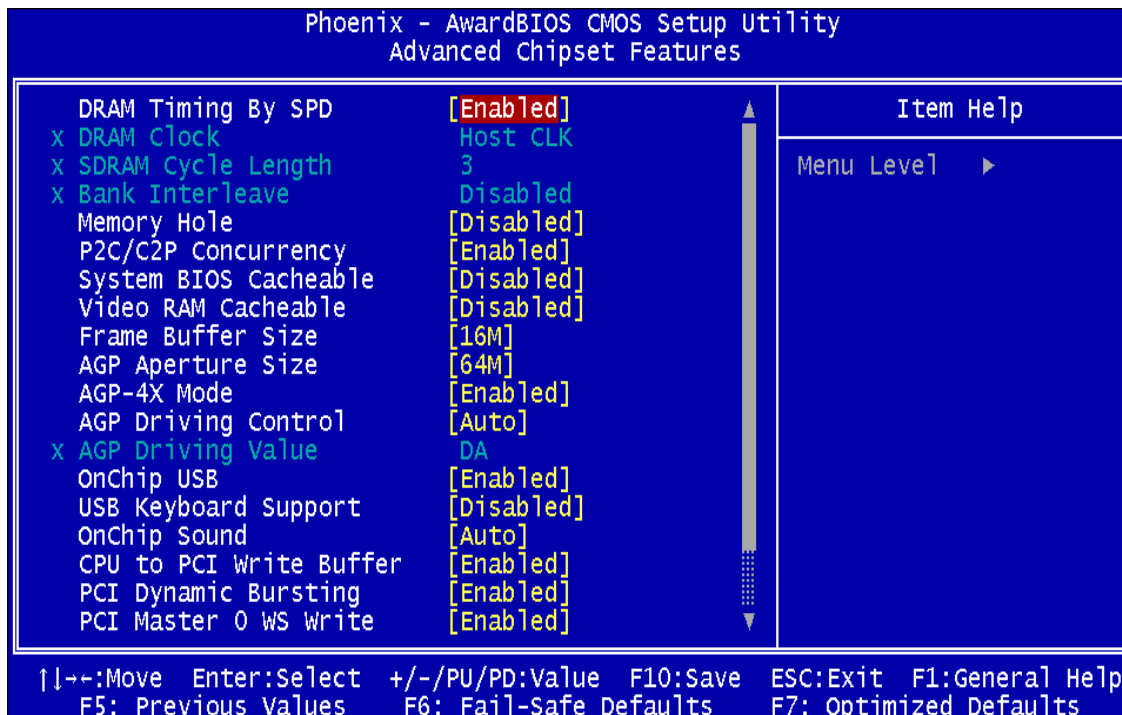 Phoenix - AwardBIOS CMOS Setup Utility
Advanced Chipset Features
DRAM Timing By SPD [Enabled]
x DRAM Clock Host CLK
x SDRAM Cycle Length 3
x Bank Interleave Disabled
Memory Hole [Disabled]
P2C/C2P Concurrency [Enabled]
System BIOS Cacheable [Disabled]
Video RAM Cacheable [Disabled]
Frame Buffer Size [16M]
AGP Aperture Size [64M]
AGP-4X Mode [Enabled]
AGP Driving Control [Auto]
x AGP Driving Value DA
OnChip USB [Enabled]
USB Keyboard Support [Disabled]
OnChip Sound [Auto]
CPU to PCI Write Buffer [Enabled]
PCI Dynamic Bursting [Enabled]
PCI Master 0 WS Write [Enabled]
Item Help
Menu Level ▶
↑↓→←:Move Enter:Select +/-/PU/PD:Value F10:Save ESC:Exit F1:General Help
F5: Previous Values F6: Fail-Safe Defaults F7: Optimized Defaults